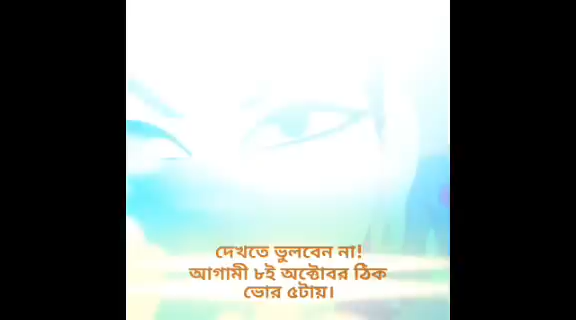 দেখতে ভুলবেন না!
আগামী ৮ই অক্টোবর ঠিক
ভোর ৫টায়।